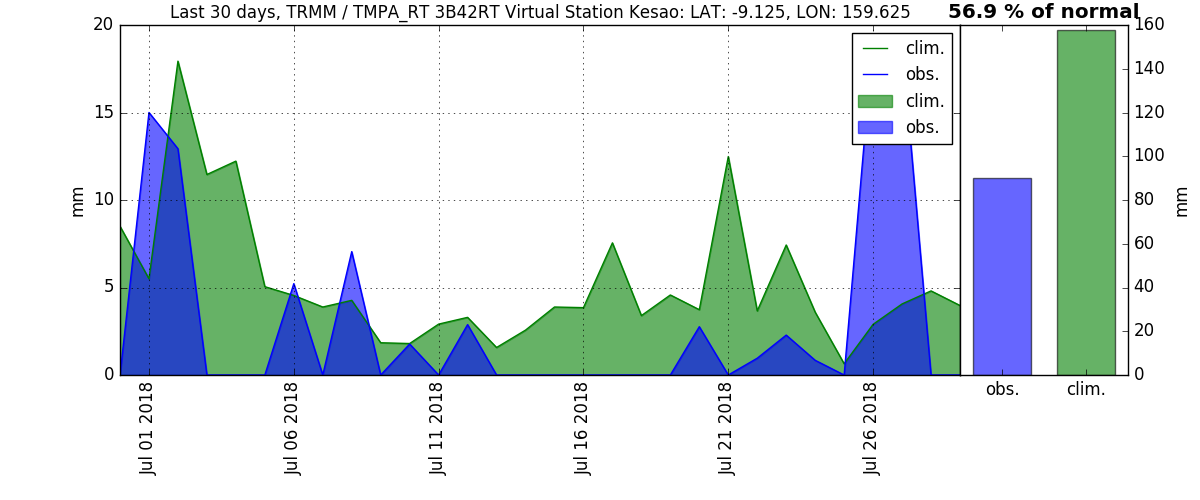 Last 30 days, TRMM / TMPA_RT 3B42RT Virtual Station Kesao: LAT: -9.125, LON: 159.625
56.9 % of normal
20
15
10
5
0
mm
clim.
obs.
clim.
obs.
Jul 01 2018
Jul 06 2018
Jul 11 2018
Jul 16 2018
Jul 21 2018
Jul 26 2018
160
140
120
100
80
60
40
20
0
mm
obs.
clim.